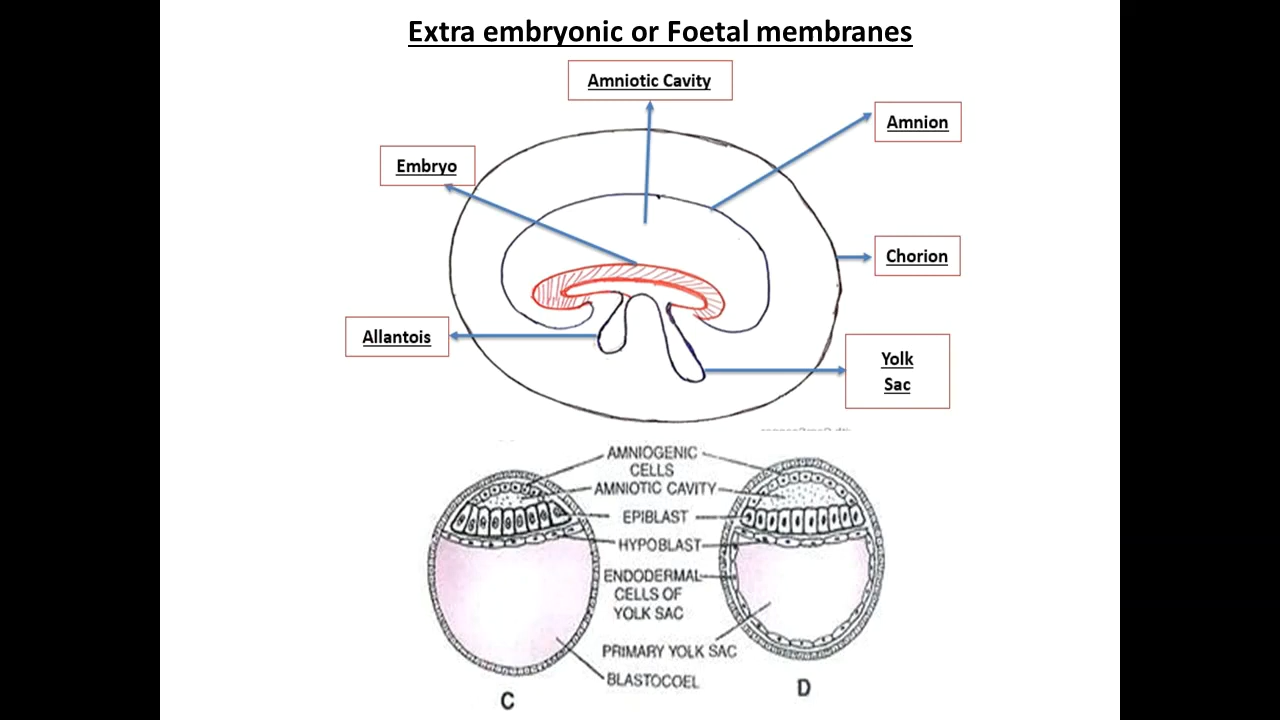 Extra embryonic or Foetal membranes
Amniotic Cavity
Amnion
Embryo
Chorion
Allantois
Yolk
Sac
AMNIOGENIC
CELLS
AMNIOTIC CAVITY
EPIBLAST
HYPOBLAST
ENDODERMAL
CELLS OF
YOLK SAC
PRIMARY YOLK SAC
BLASTOCOEL
C
D